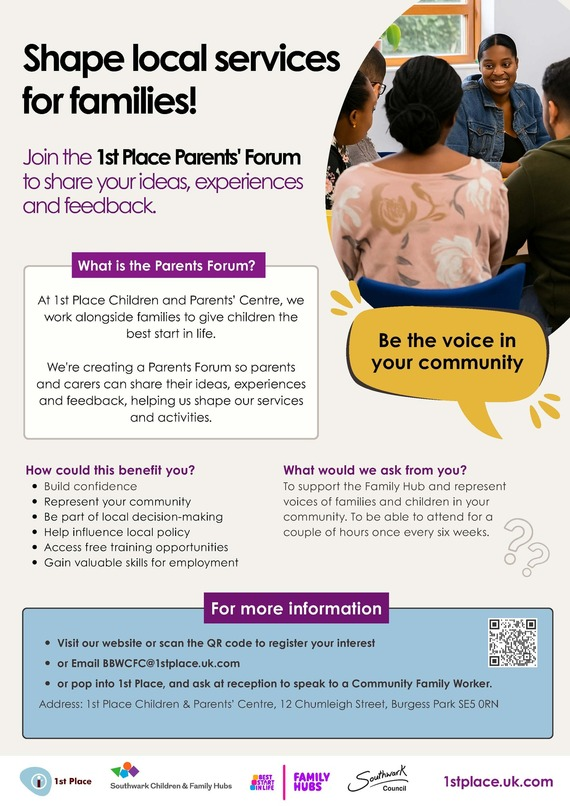 Shape local services
for families!
Join the 1st Place Parents' Forum
to share your ideas, experiences
and feedback.
What is the Parents Forum?
At 1st Place Children and Parents' Centre, we
work alongside families to give children the
best start in life.
We're creating a Parents Forum so parents
and carers can share their ideas, experiences
and feedback, helping us shape our services
and activities.
Be the voice in
your community
How could this benefit you?
• Build confidence
• Represent your community
• Be part of local decision-making
• Help influence local policy
• Access free training opportunities
• Gain valuable skills for employment
What would we ask from you?
To support the Family Hub and represent
voices of families and children in your
community. To be able to attend for a
couple of hours once every six weeks.
??
For more information
• Visit our website or scan the QR code to register your interest
• or Email BBWCFC@1stplace.uk.com
• or pop into 1st Place, and ask at reception to speak to a Community Family Worker.
Address: 1st Place Children & Parents' Centre, 12 Chumleigh Street, Burgess Park SE5 0RN
1st Place
Southwark Children & Family Hubs
BEST
START
IN LIFE
FAMILY
HUBS
Southwark
Council
1stplace.uk.com